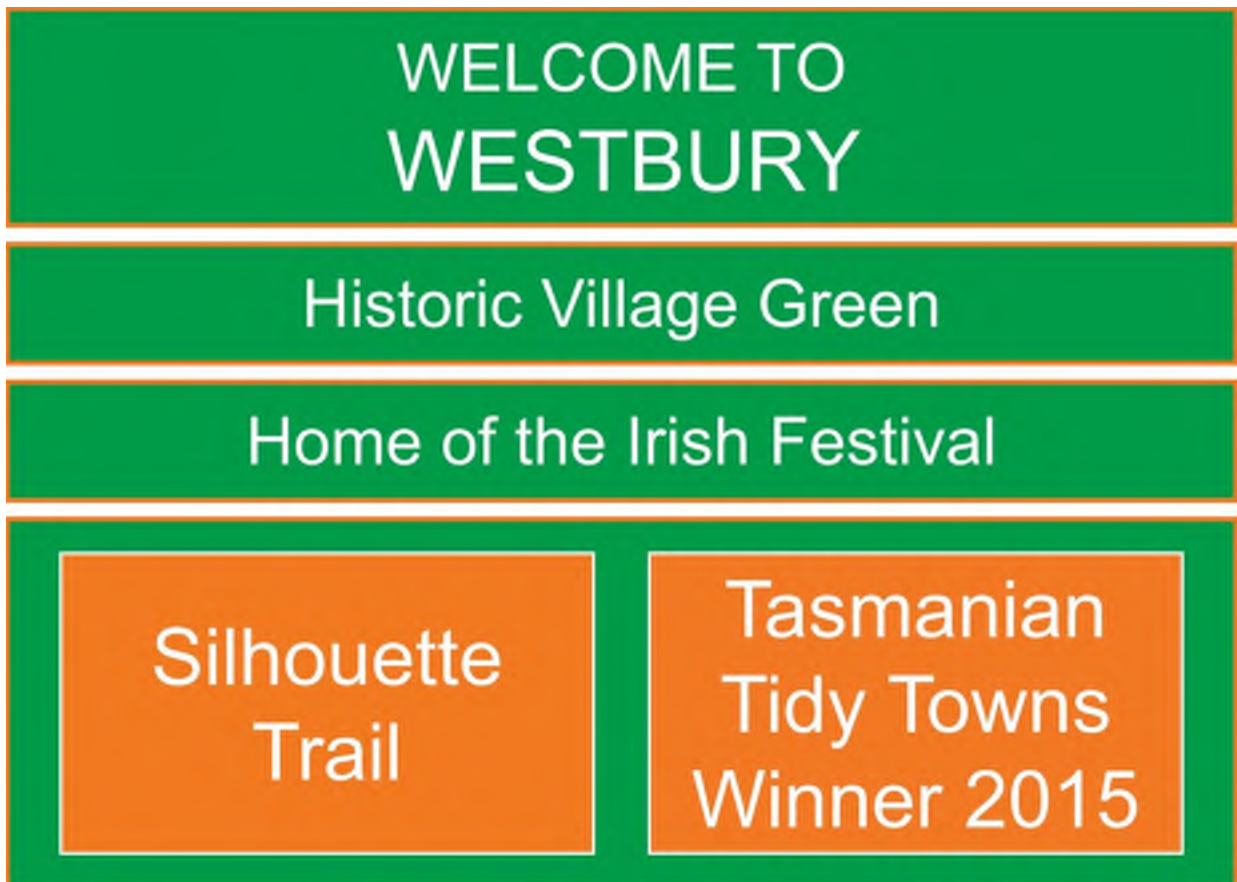 WELCOME TO
WESTBURY
Historic Village Green
Home of the Irish Festival
Silhouette
Trail
Tasmanian
Tidy Towns
Winner 2015